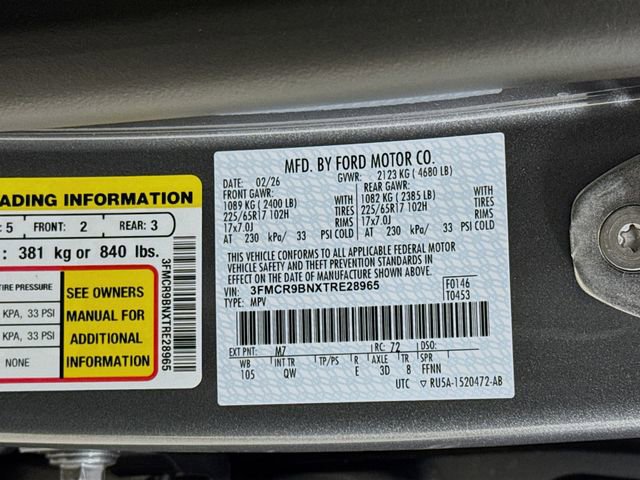 ADING INFORMATION
: 5 FRONT: 2 REAR: 3
: 381 kg or 840 lbs.
TIRE PRESSURE
KPA, 33 PSI
KPA, 33 PSI
NONE
SEE OWNERS
MANUAL FOR
ADDITIONAL
INFORMATION
3FMCR9BNXTRE28965
MFD. BY FORD MOTOR CO.
DATE: 02/26 GVWR: 2123 KG ( 4680 LB)
FRONT GAWR: REAR GAWR:
1089 KG ( 2400 LB) WITH 1082 KG ( 2385 LB) WITH
225/65R17 102H TIRES 225/65R17 102H TIRES
17x7.0J RIMS 17x7.0J RIMS
AT 230 kPa/ 33 PSI COLD AT 230 kPa/ 33 PSI COLD
THIS VEHICLE CONFORMS TO ALL APPLICABLE FEDERAL MOTOR
VEHICLE SAFETY AND THEFT PREVENTION STANDARDS IN
EFFECT ON THE DATE OF MANUFACTURE SHOWN ABOVE.
VIN: 3FMCR9BNXTRE28965 F0146
TYPE: MPV T0453
EXT PNT: M7 RC: 72 DSO:
WB INT TR TP/PS R AXLE TR SPR
105 QW E 3D 8 FFNN
UTC ▽ RU5A-1520472-AB